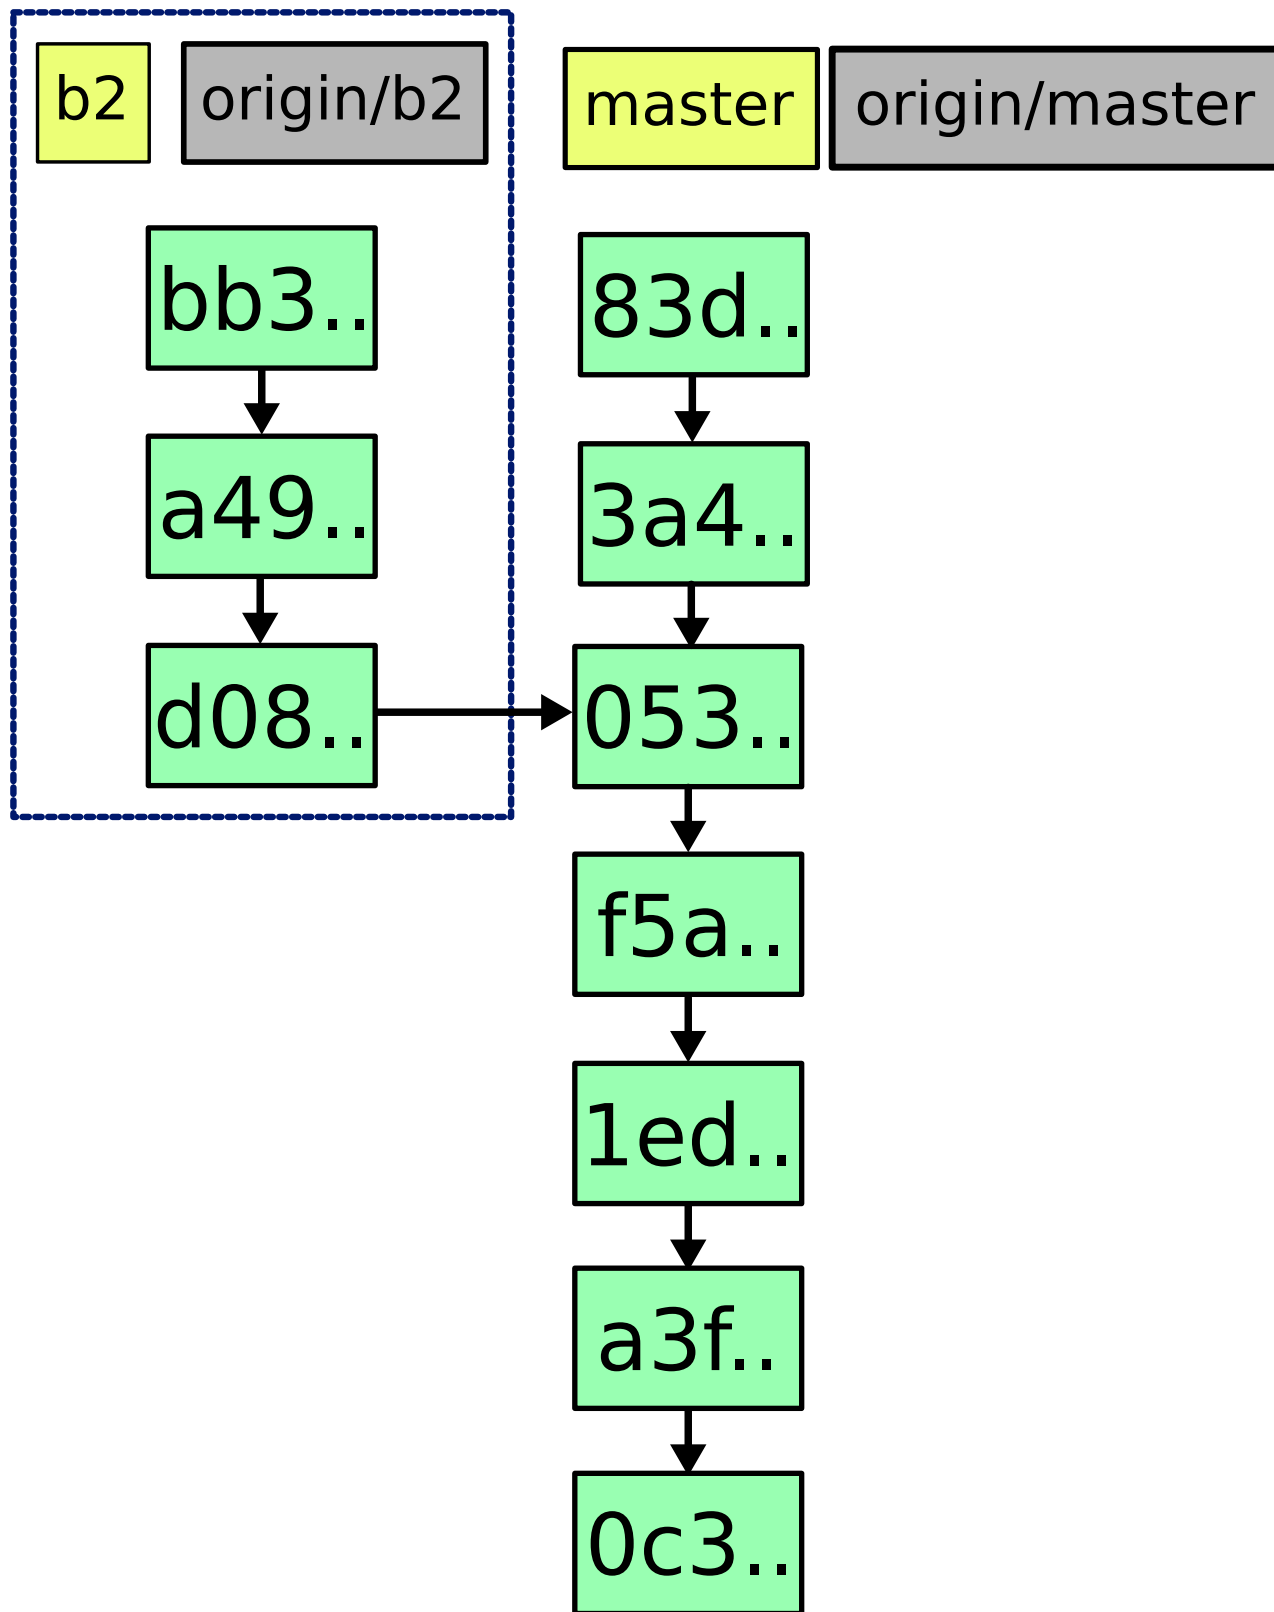 b2 origin/b2 master origin/master
bb3.. 83d..
a49.. 3a4..
d08.. 053..
f5a..
1ed..
a3f..
0c3..